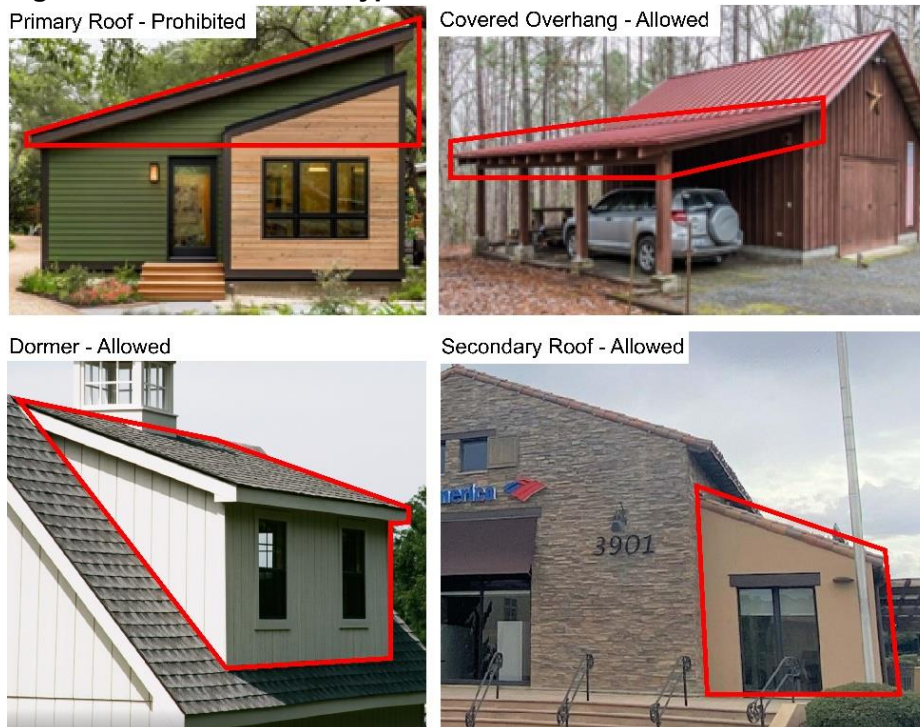 Primary Roof - Prohibited
Covered Overhang - Allowed
Dormer - Allowed
Secondary Roof - Allowed
3901